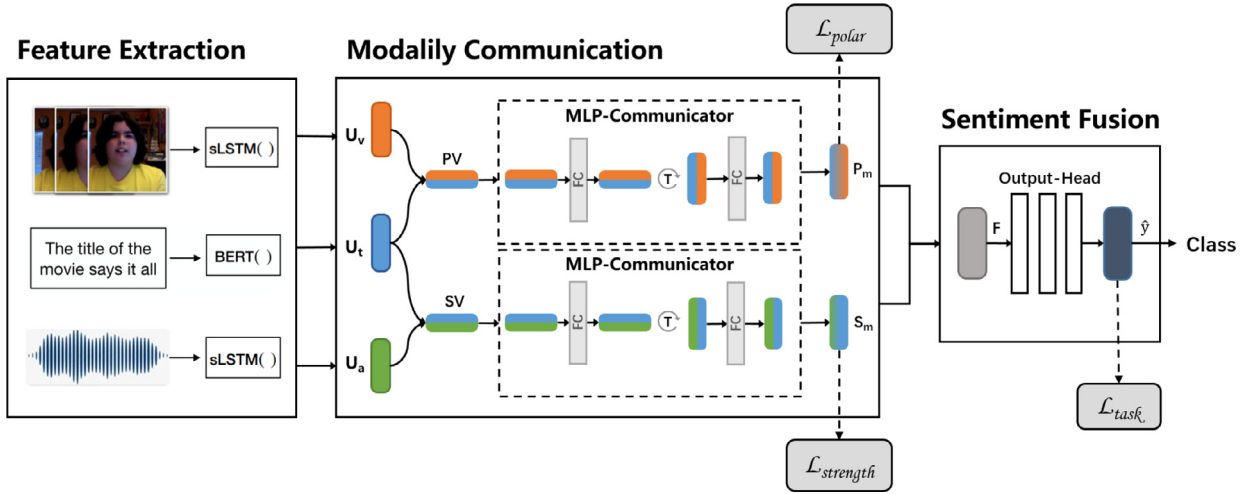 Feature Extraction
Modalily Communication
Sentiment Fusion
sLSTM( )
The title of the
movie says it all
BERT( )
sLSTM( )
U_v
U_t
U_a
PV
SV
MLP-Communicator
FC
T
FC
P_m
MLP-Communicator
FC
T
FC
S_m
ℒ_polar
ℒ_strength
Output-Head
F
ŷ
Class
ℒ_task